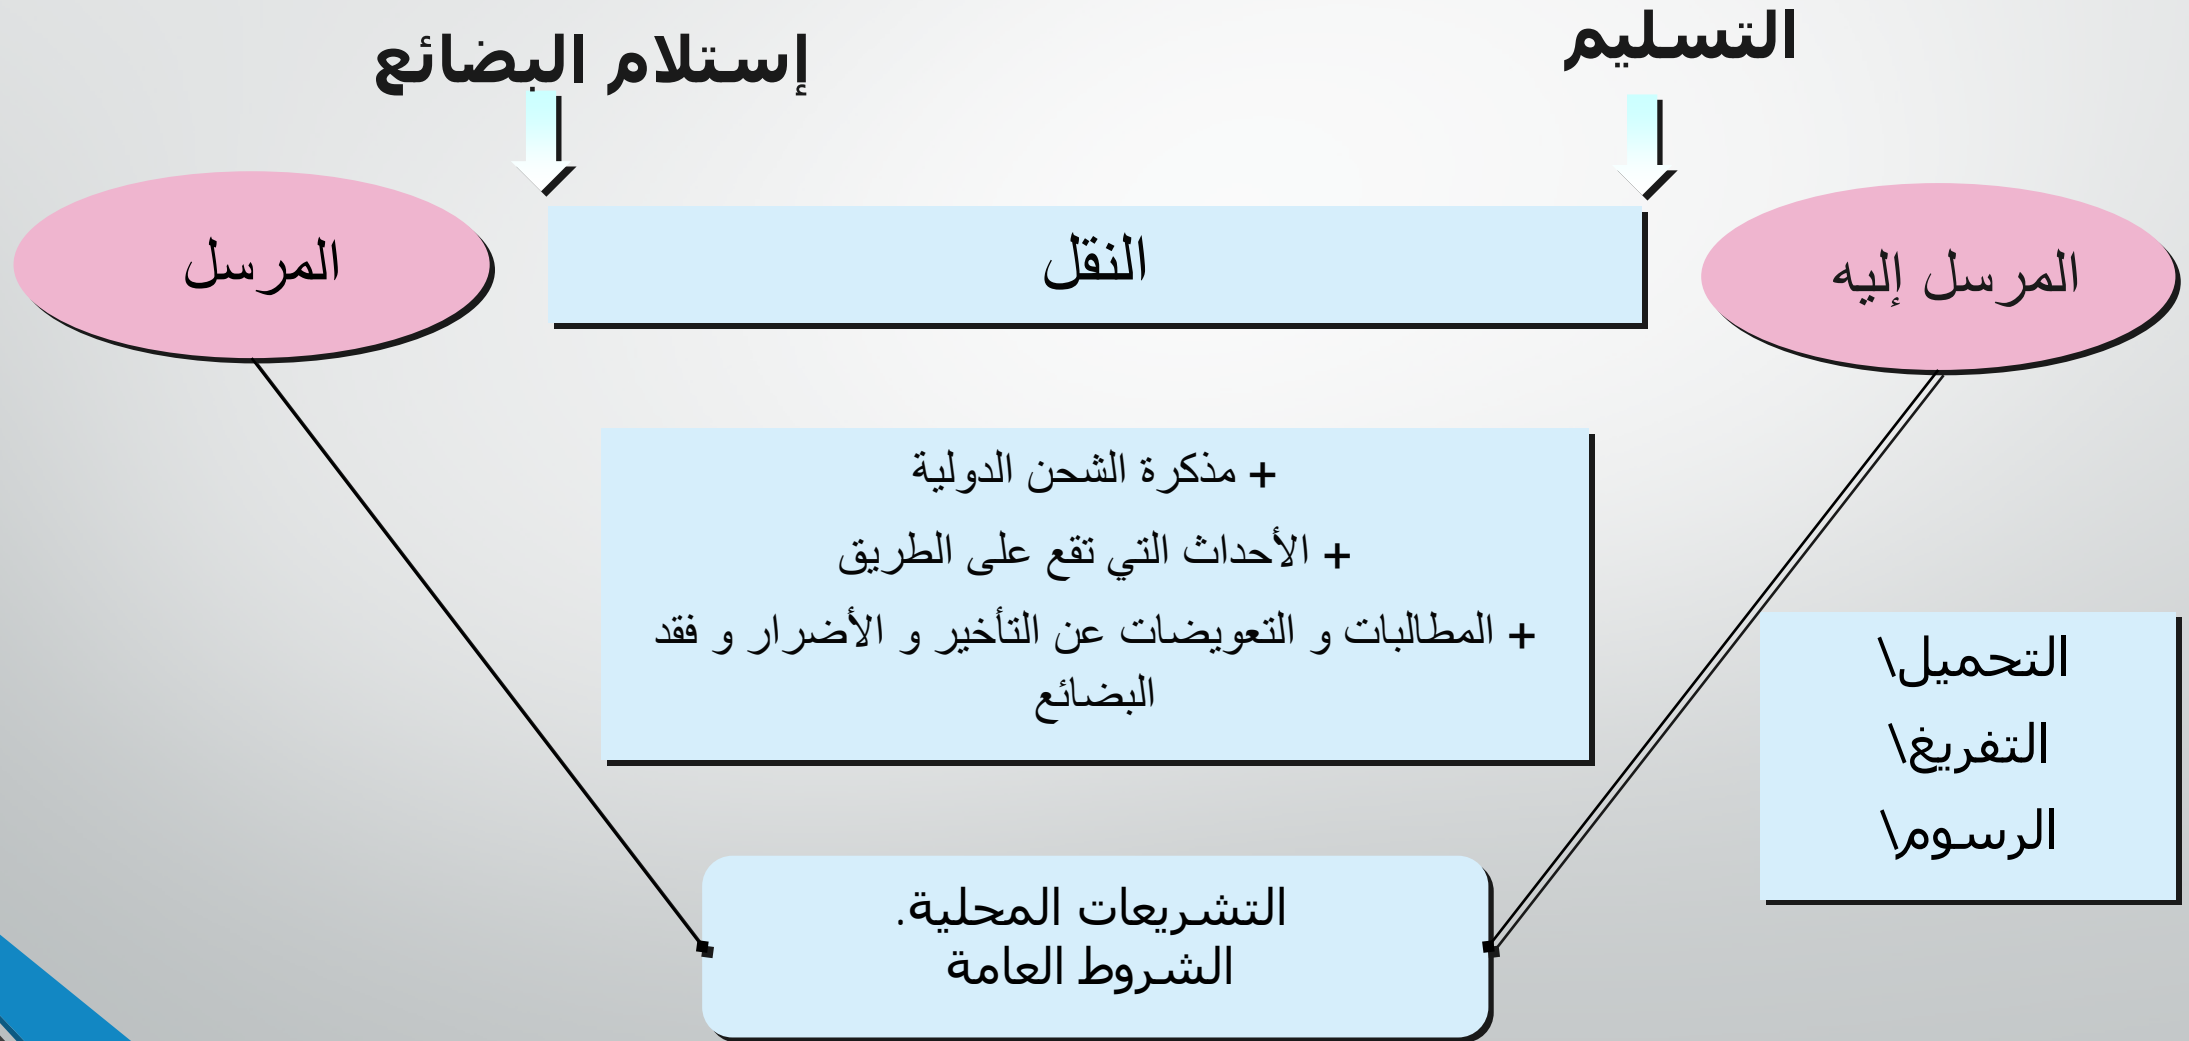 التسليم
إستلام البضائع
المرسل إليه
النقل
المرسل
+ مذكرة الشحن الدولية
+ الأحداث التي تقع على الطريق
+ المطالبات و التعويضات عن التأخير و الأضرار و فقد
البضائع
التحميل\
التفريغ\
الرسوم\
التشريعات المحلية.
الشروط العامة